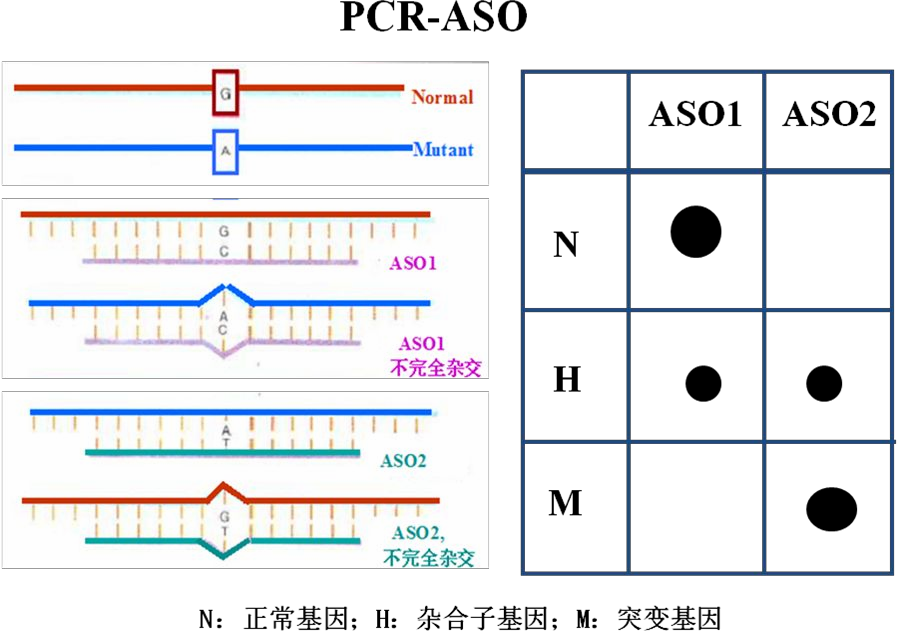 PCR-ASO
G
Normal
A
Mutant
G
C
ASO1
A
C
ASO1
不完全杂交
A
T
ASO2
G
T
ASO2,
不完全杂交
ASO1 ASO2
N
H
M
N: 正常基因; H: 杂合子基因; M: 突变基因